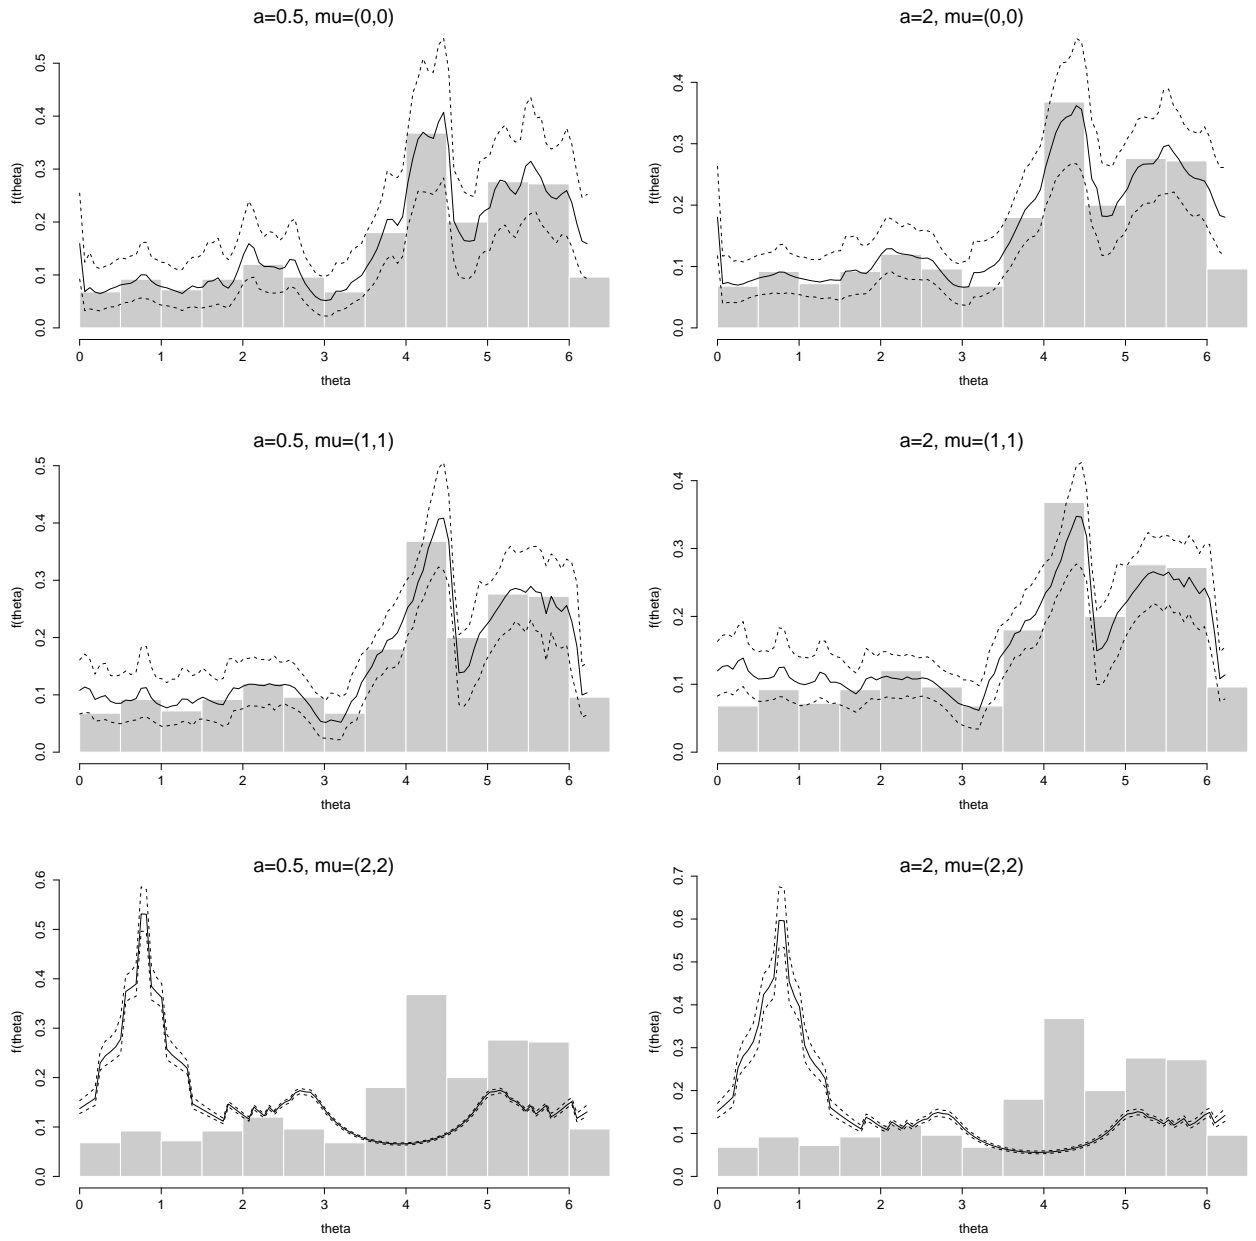 a=0.5, mu=(0,0)
f(theta)
0.0 0.1 0.2 0.3 0.4 0.5
0 1 2 3 4 5 6
theta
a=2, mu=(0,0)
f(theta)
0.0 0.1 0.2 0.3 0.4
0 1 2 3 4 5 6
theta
a=0.5, mu=(1,1)
f(theta)
0.0 0.1 0.2 0.3 0.4 0.5
0 1 2 3 4 5 6
theta
a=2, mu=(1,1)
f(theta)
0.0 0.1 0.2 0.3 0.4
0 1 2 3 4 5 6
theta
a=0.5, mu=(2,2)
f(theta)
0.0 0.1 0.2 0.3 0.4 0.5 0.6
0 1 2 3 4 5 6
theta
a=2, mu=(2,2)
f(theta)
0.0 0.1 0.2 0.3 0.4 0.5 0.6 0.7
0 1 2 3 4 5 6
theta